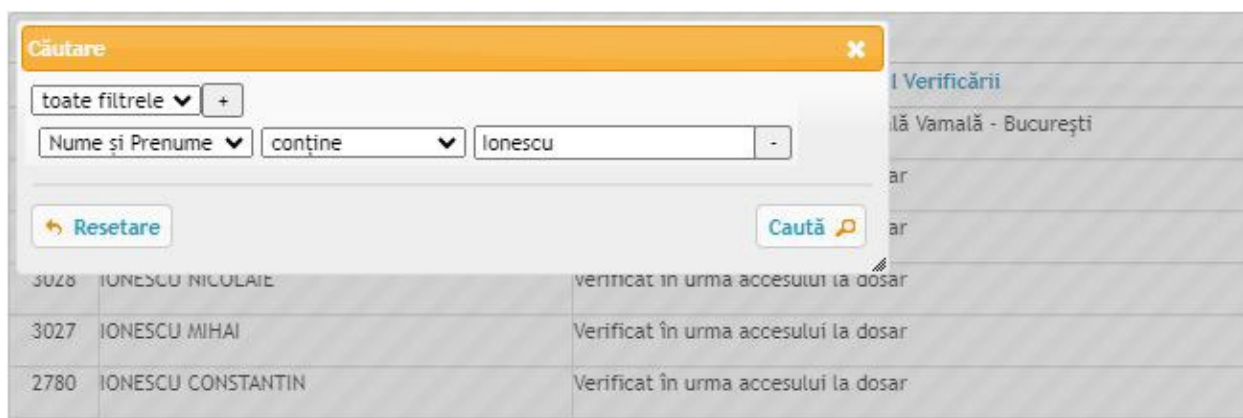 Căutare
l Verificării
toate filtrele +
lă Vamală - Bucureşti
Nume și Prenume conține Ionescu -
ar
Resetare Caută
ar
3028 IONESCU NICOLAIE Verificat în urma accesului la dosar
3027 IONESCU MIHAI Verificat în urma accesului la dosar
2780 IONESCU CONSTANTIN Verificat în urma accesului la dosar